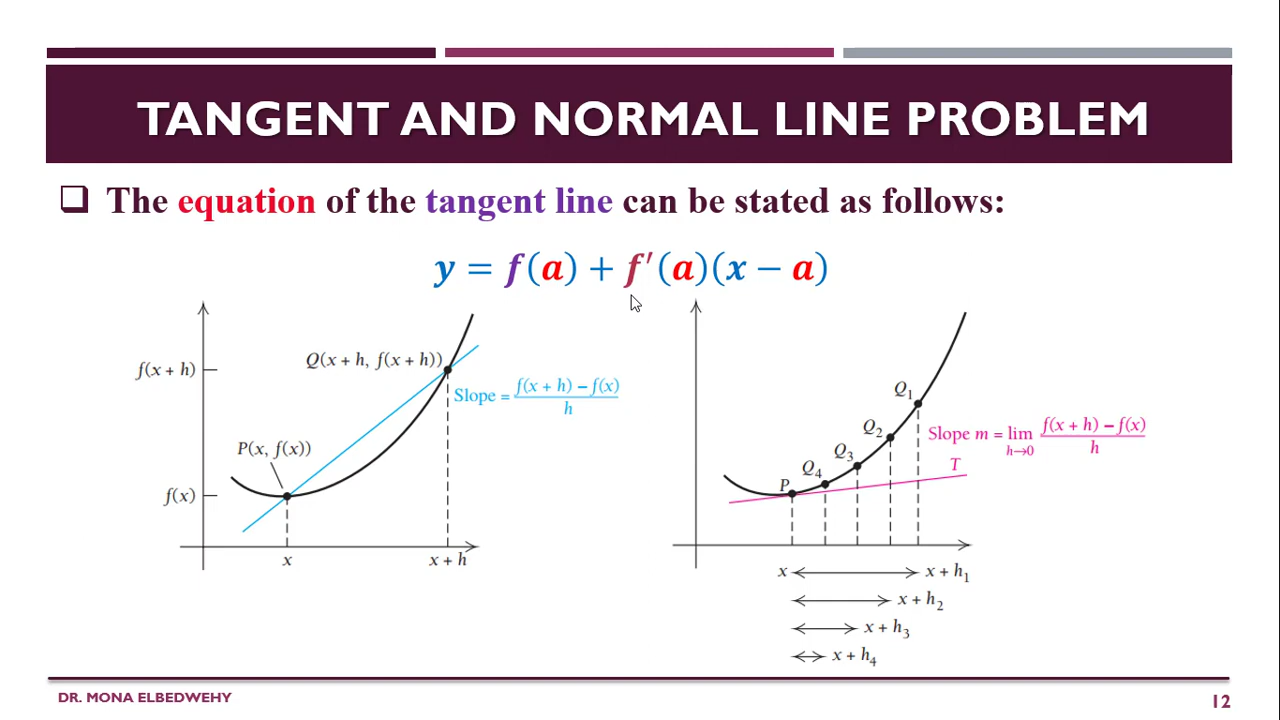 TANGENT AND NORMAL LINE PROBLEM
❑ The equation of the tangent line can be stated as follows:
y = f(a) + f′(a)(x − a)
f(x + h)
Q(x + h, f(x + h))
Slope = f(x + h) − f(x) / h
P(x, f(x))
f(x)
x
x + h
Q₁
Q₂
Q₃
Q₄
P
Slope m = lim h→0 f(x + h) − f(x) / h
T
x
x + h₁
x + h₂
x + h₃
x + h₄
DR. MONA ELBEDWEHY
12